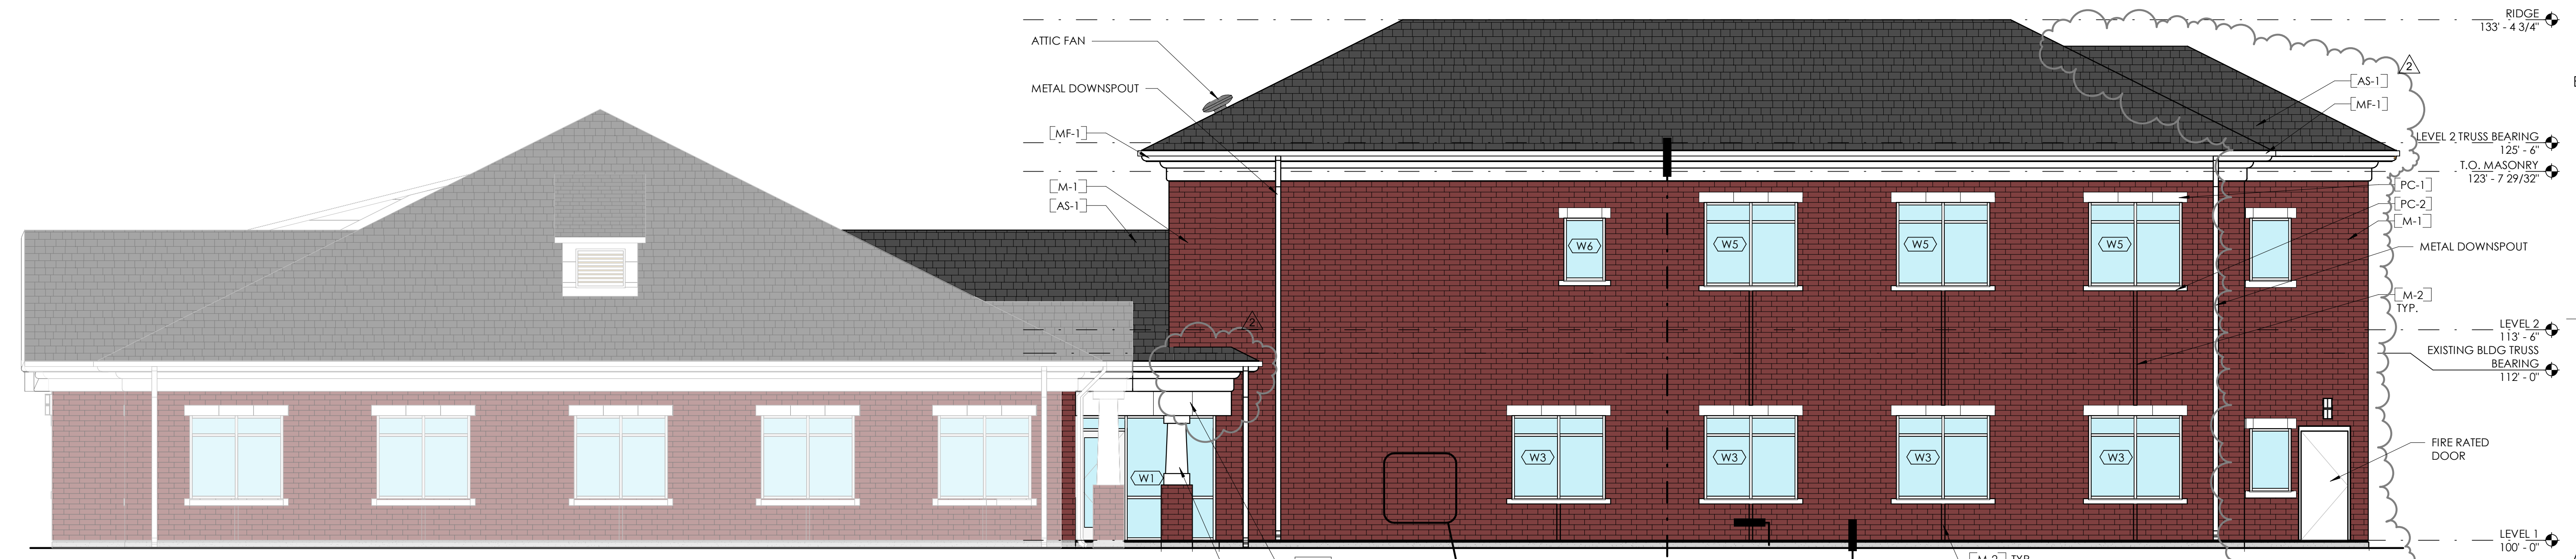 RIDGE
133' - 4 3/4"
ATTIC FAN
2
[AS-1]
METAL DOWNSPOUT
[MF-1]
[MF-1]
LEVEL 2 TRUSS BEARING
125' - 6"
T.O. MASONRY
123' - 7 29/32"
[M-1]
[PC-1]
[AS-1]
[PC-2]
[M-1]
W6
W5
W5
W5
METAL DOWNSPOUT
[M-2]
TYP.
2
LEVEL 2
113' - 6"
EXISTING BLDG TRUSS
BEARING
112' - 0"
W3
W3
W3
W3
FIRE RATED
DOOR
W1
LEVEL 1
100' - 0"
[M-2] TYP.